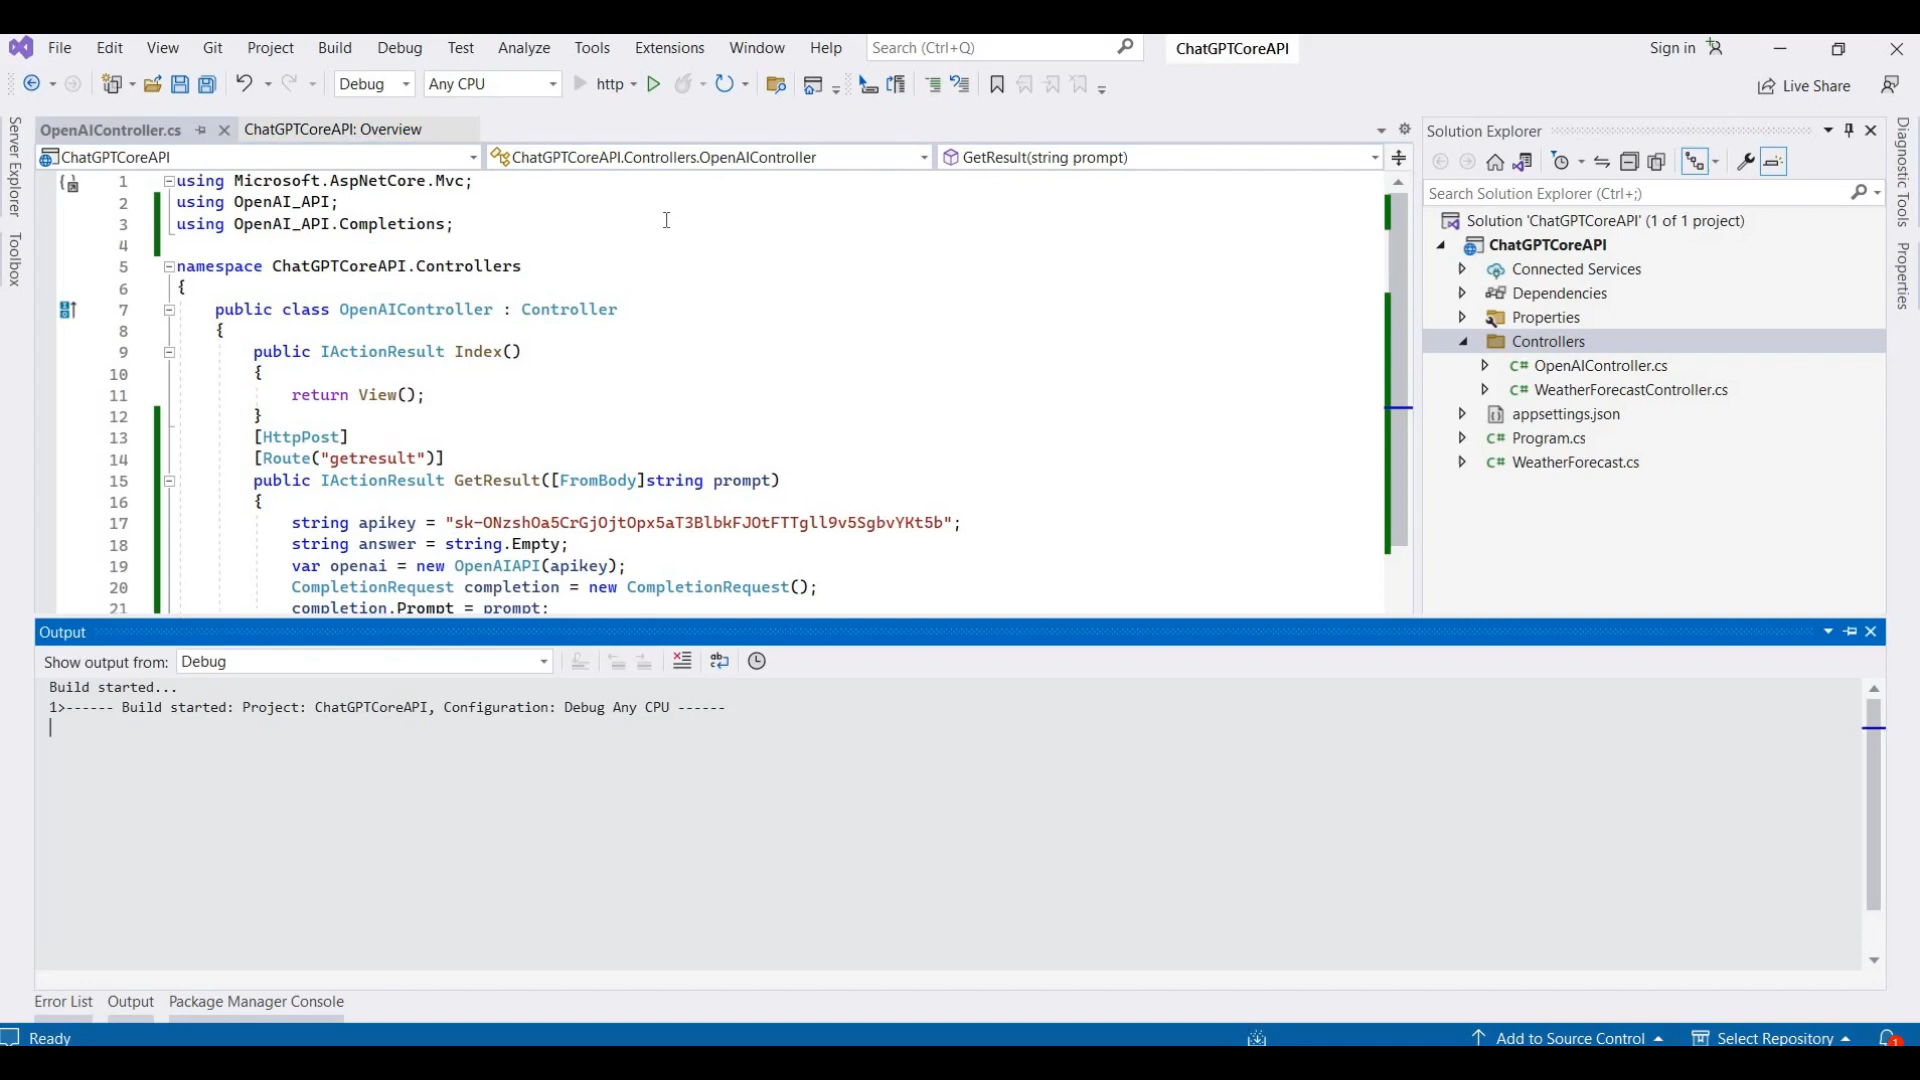 File Edit View Git Project Build Debug Test Analyze Tools Extensions Window Help Search (Ctrl+Q) ChatGPTCoreAPI Sign in
Debug Any CPU http Live Share
OpenAIController.cs ChatGPTCoreAPI: Overview
ChatGPTCoreAPI ChatGPTCoreAPI.Controllers.OpenAIController GetResult(string prompt)
Server Explorer
Toolbox
1 using Microsoft.AspNetCore.Mvc;
2 using OpenAI_API;
3 using OpenAI_API.Completions;
4
5 namespace ChatGPTCoreAPI.Controllers
6 {
7 public class OpenAIController : Controller
8 {
9 public IActionResult Index()
10 {
11 return View();
12 }
13 [HttpPost]
14 [Route("getresult")]
15 public IActionResult GetResult([FromBody]string prompt)
16 {
17 string apikey = "";
18 string answer = string.Empty;
19 var openai = new OpenAIAPI(apikey);
20 CompletionRequest completion = new CompletionRequest();
21 completion.Prompt = prompt;
Solution Explorer
Search Solution Explorer (Ctrl+;)
Solution 'ChatGPTCoreAPI' (1 of 1 project)
ChatGPTCoreAPI
Connected Services
Dependencies
Properties
Controllers
C# OpenAIController.cs
C# WeatherForecastController.cs
appsettings.json
C# Program.cs
C# WeatherForecast.cs
Diagnostic Tools
Properties
Output
Show output from: Debug
Build started...
1>------ Build started: Project: ChatGPTCoreAPI, Configuration: Debug Any CPU ------
Error List Output Package Manager Console
Ready Add to Source Control Select Repository 1